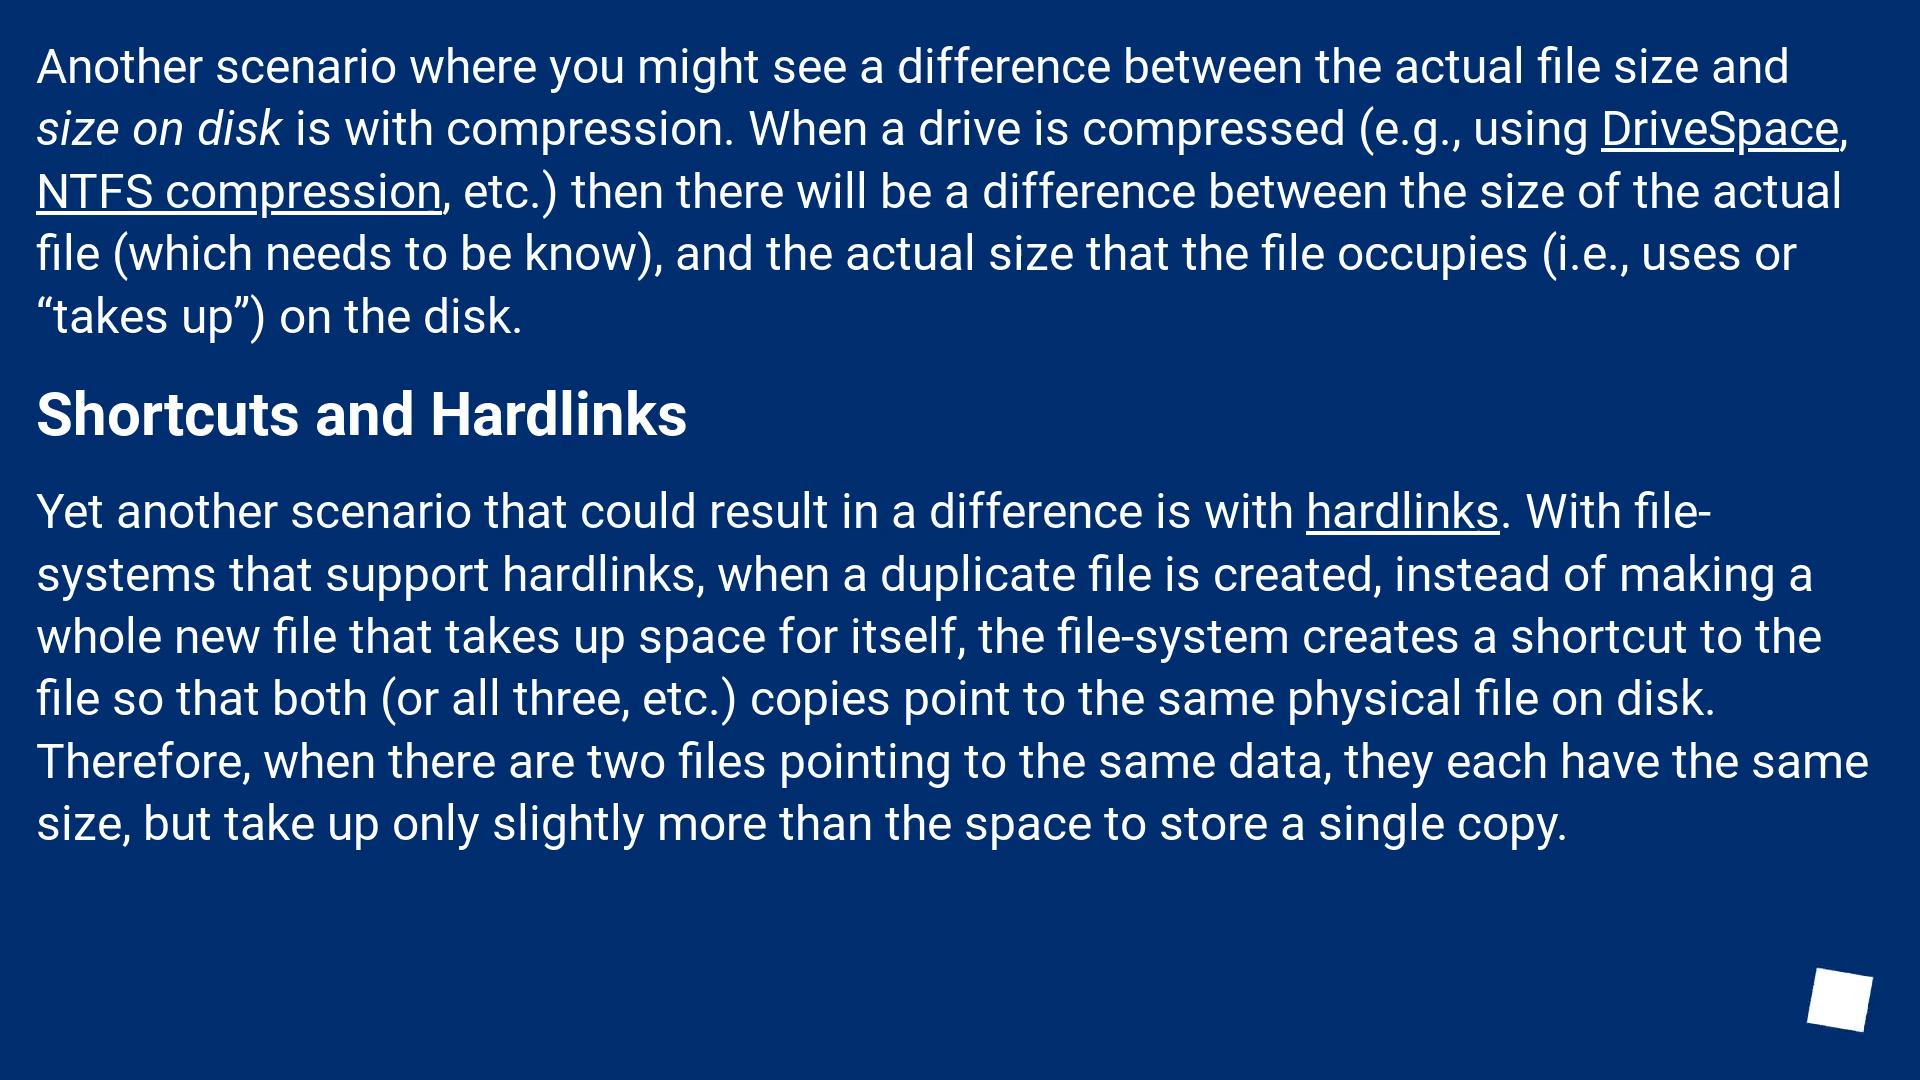 Another scenario where you might see a difference between the actual file size and
size on disk is with compression. When a drive is compressed (e.g., using DriveSpace,
NTFS compression, etc.) then there will be a difference between the size of the actual
file (which needs to be know), and the actual size that the file occupies (i.e., uses or
“takes up”) on the disk.
Shortcuts and Hardlinks
Yet another scenario that could result in a difference is with hardlinks. With file-
systems that support hardlinks, when a duplicate file is created, instead of making a
whole new file that takes up space for itself, the file-system creates a shortcut to the
file so that both (or all three, etc.) copies point to the same physical file on disk.
Therefore, when there are two files pointing to the same data, they each have the same
size, but take up only slightly more than the space to store a single copy.